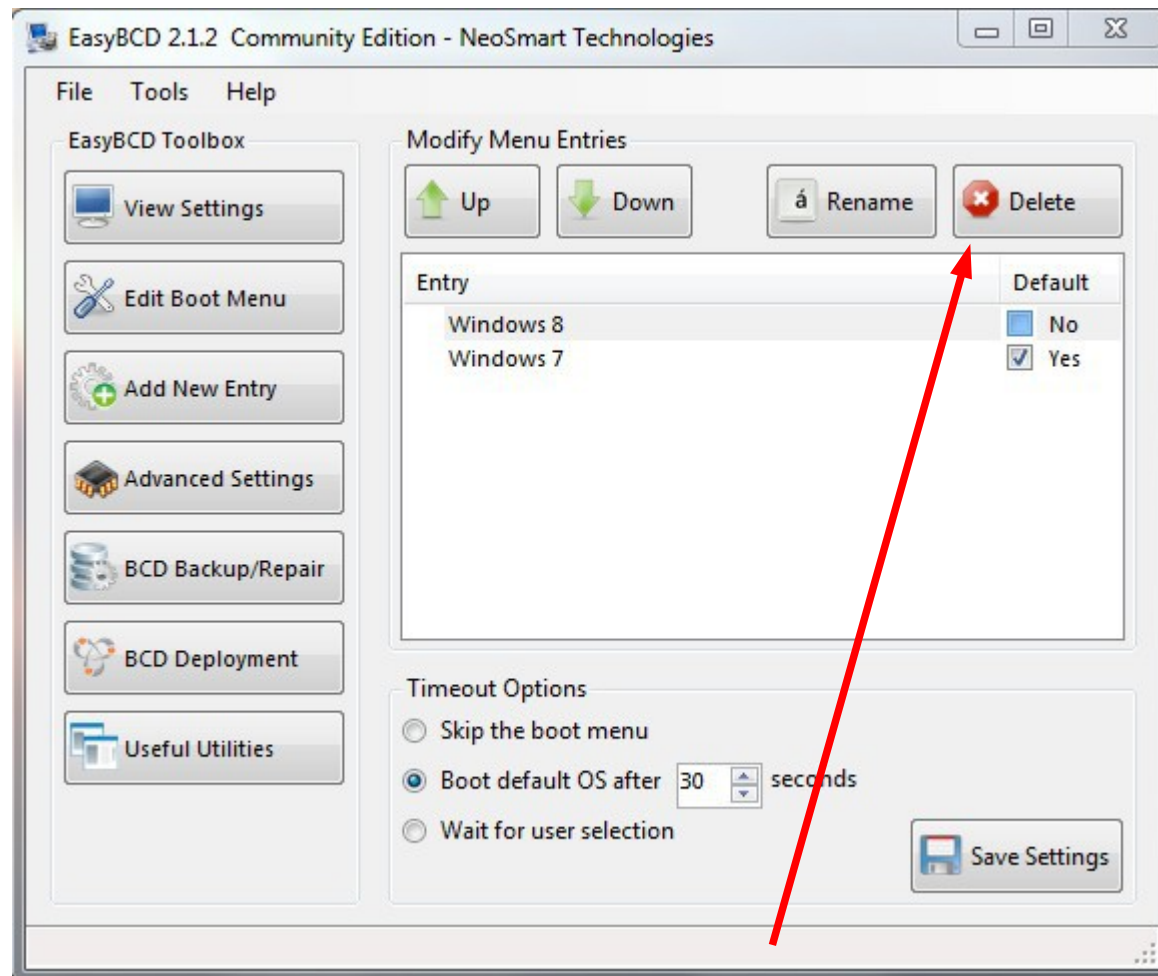 EasyBCD 2.1.2 Community Edition - NeoSmart Technologies
File Tools Help
EasyBCD Toolbox
View Settings
Edit Boot Menu
Add New Entry
Advanced Settings
BCD Backup/Repair
BCD Deployment
Useful Utilities
Modify Menu Entries
Up Down á Rename Delete
Entry Default
Windows 8 No
Windows 7 Yes
Timeout Options
Skip the boot menu
Boot default OS after 30 seconds
Wait for user selection
Save Settings